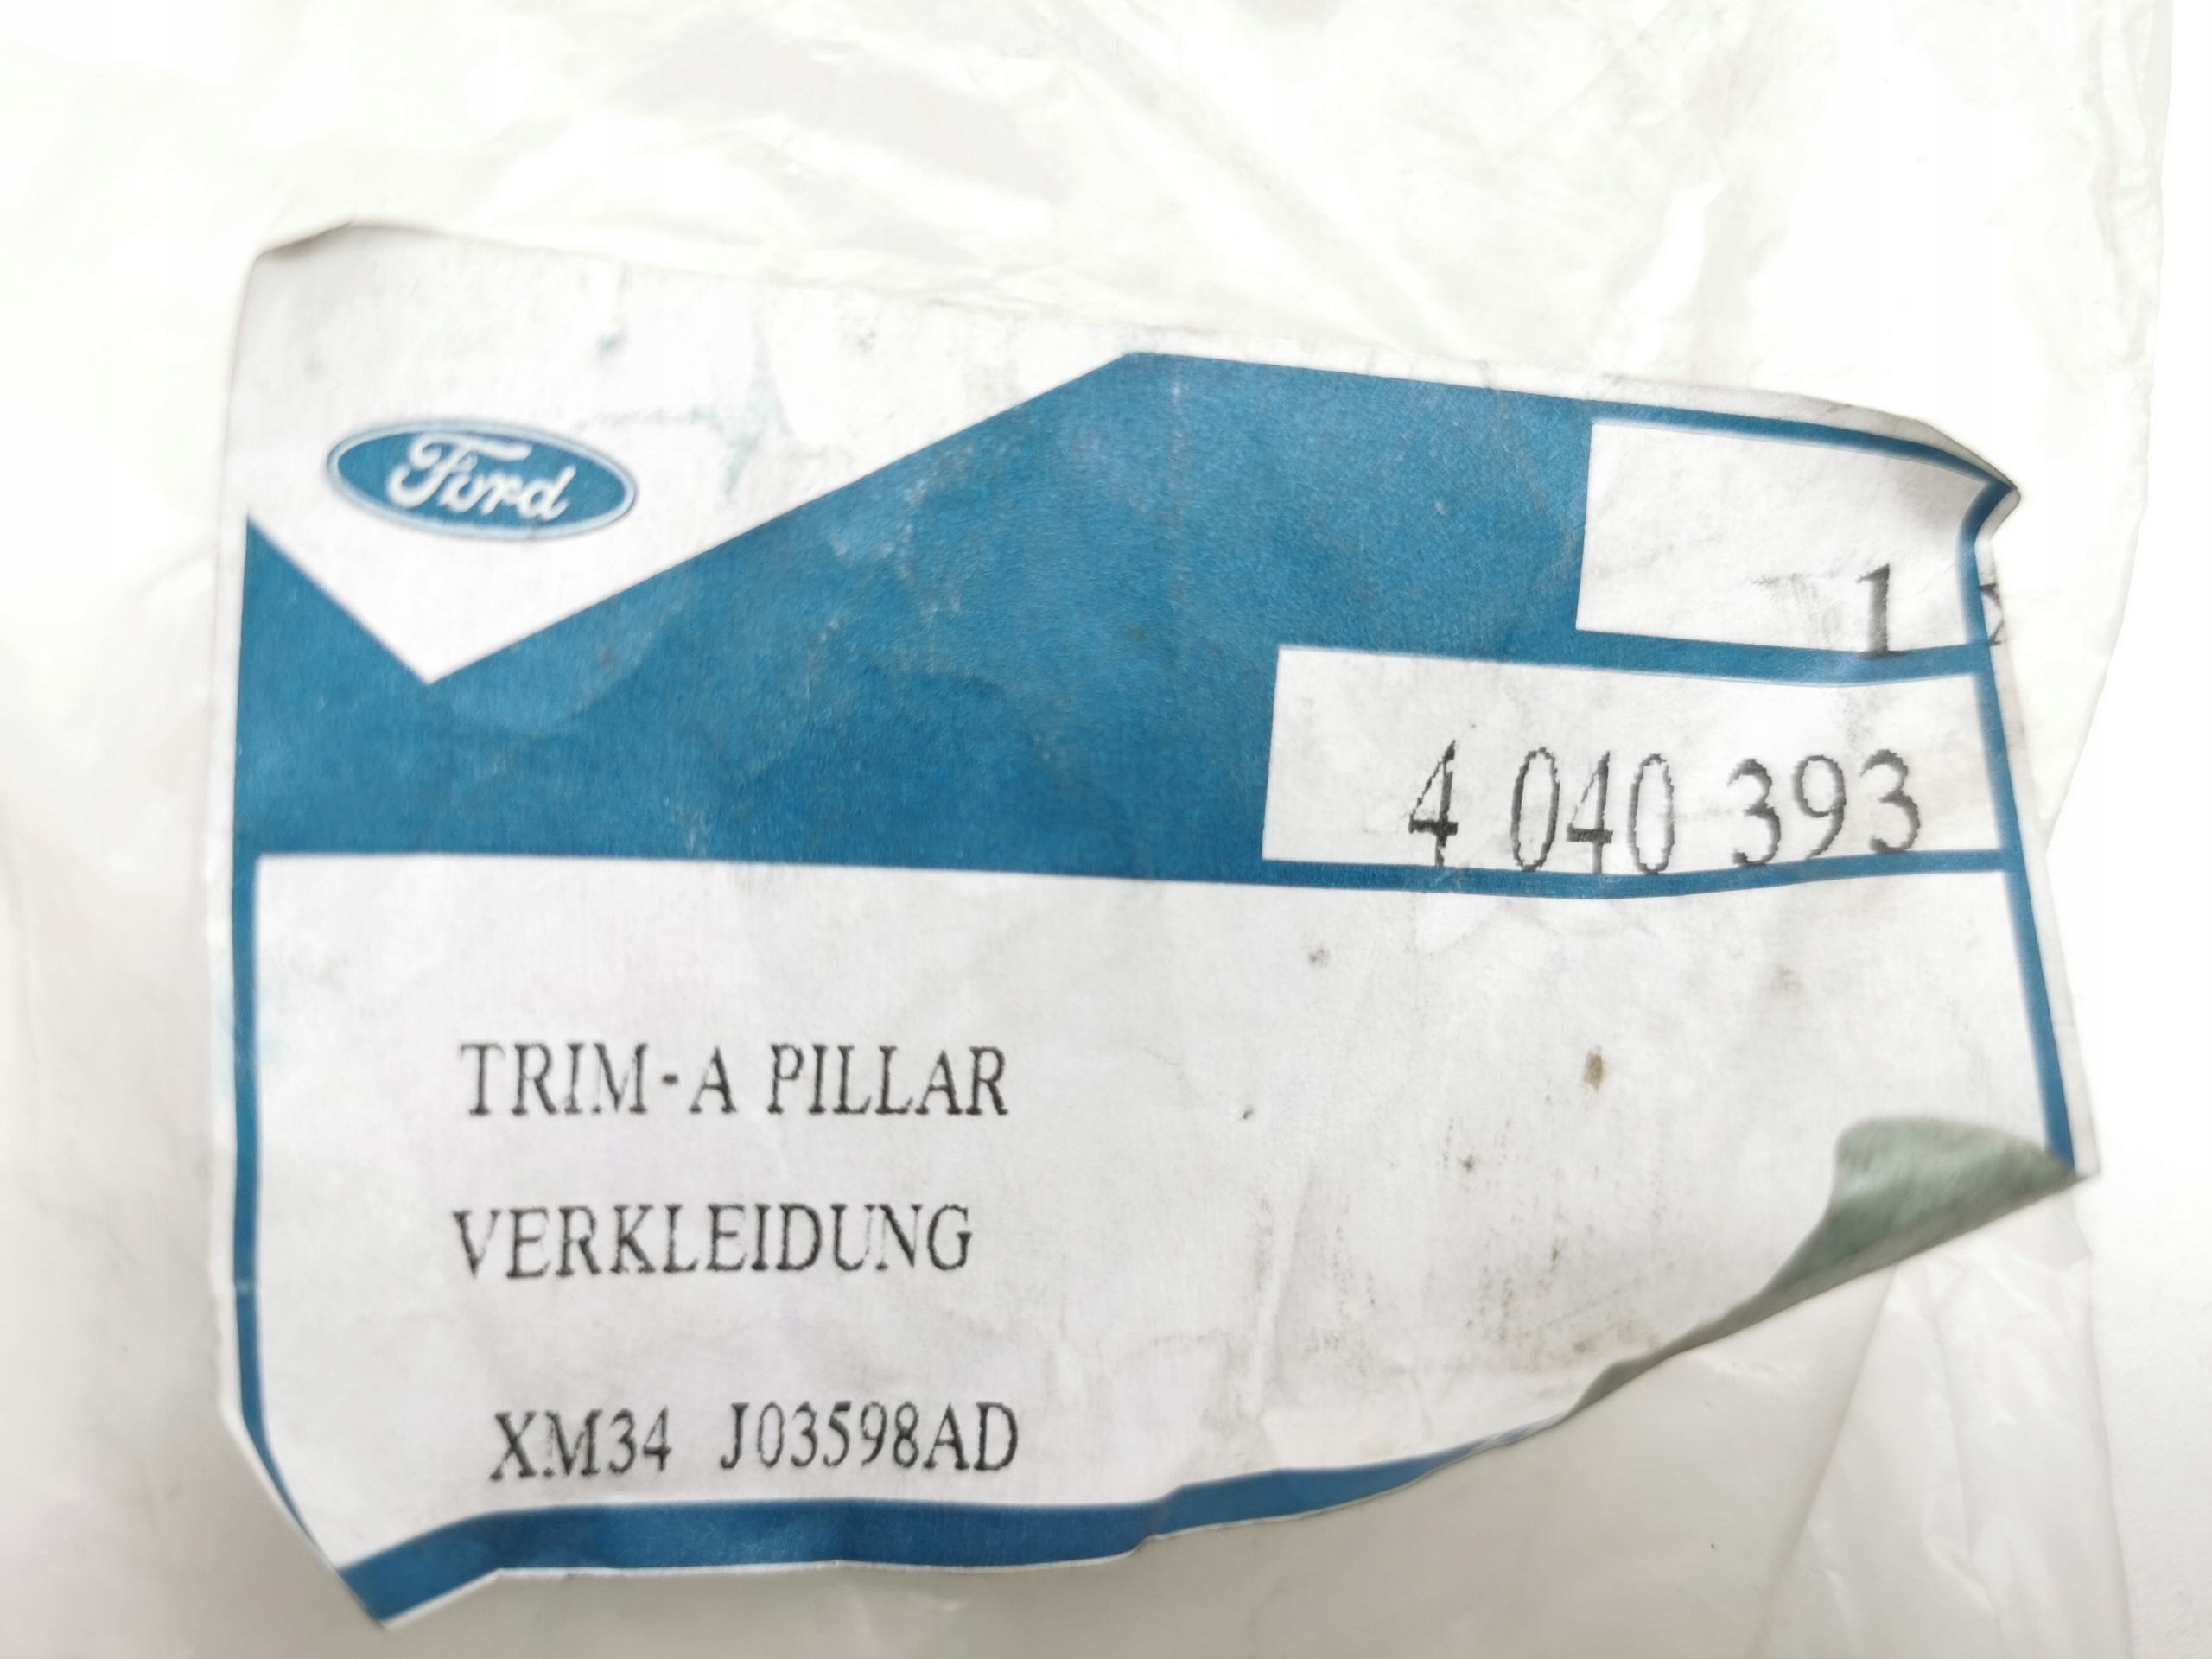 Ford
1
4 040 393
TRIM-A PILLAR
VERKLEIDUNG
XM34 J03598AD